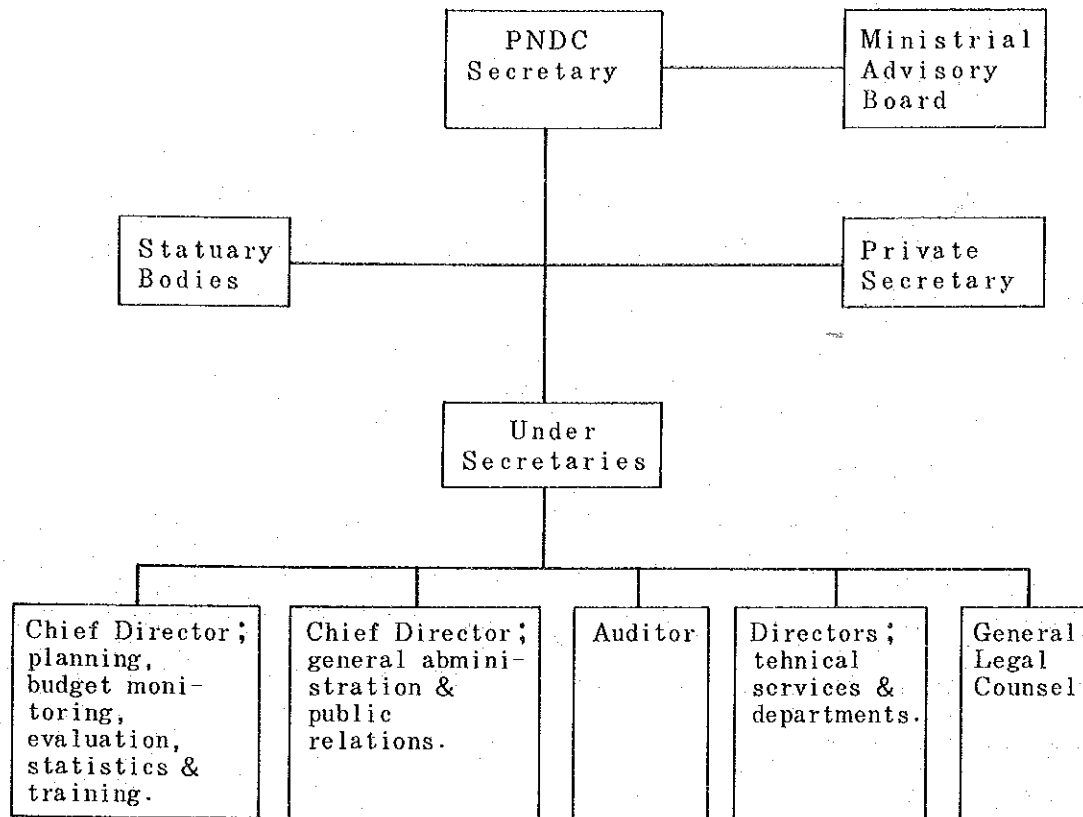 PNDC
Secretary
Ministrial
Advisory
Board
Statuary
Bodies
Private
Secretary
Under
Secretaries
Chief Director;
planning,
budget moni-
toring,
evaluation,
statistics &
training.
Chief Director;
general abmini-
stration &
public
relations.
Auditor
Directors;
tehnical
services &
departments.
General
Legal
Counsel